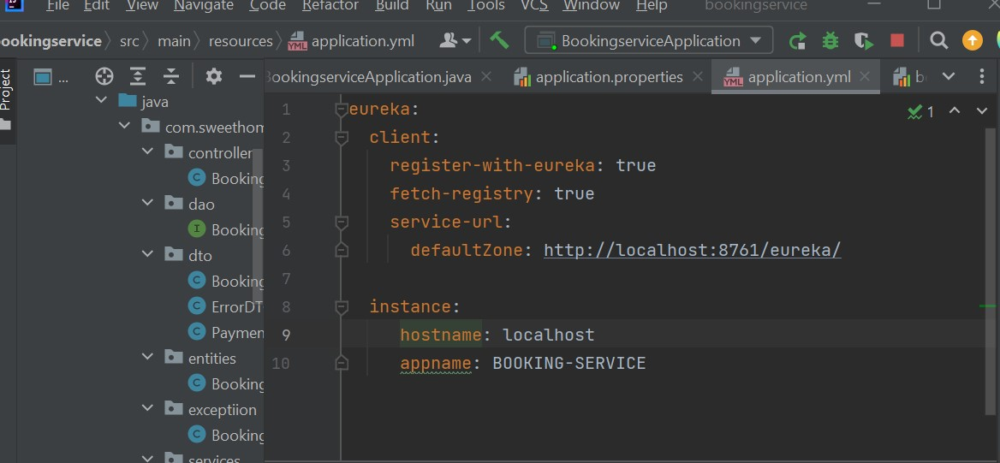 File Edit View Navigate Code Refactor Build Run Tools VCS Window Help bookingservice
bookingservice src main resources application.yml BookingserviceApplication
Project
... BookingserviceApplication.java application.properties application.yml
java
com.sweethom
controller
Booking
dao
Booking
dto
Booking
ErrorDT
Paymen
entities
Booking
exceptiion
Booking
services
1 eureka:
2 client:
3 register-with-eureka: true
4 fetch-registry: true
5 service-url:
6 defaultZone: http://localhost:8761/eureka/
7
8 instance:
9 hostname: localhost
10 appname: BOOKING-SERVICE
1